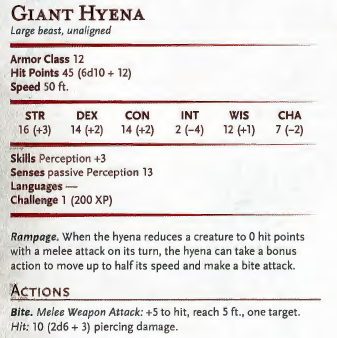 GIANT HYENA
Large beast, unaligned
Armor Class 12
Hit Points 45 (6d10 + 12)
Speed 50 ft.
STR DEX CON INT WIS CHA
16 (+3) 14 (+2) 14 (+2) 2 (−4) 12 (+1) 7 (−2)
Skills Perception +3
Senses passive Perception 13
Languages —
Challenge 1 (200 XP)
Rampage. When the hyena reduces a creature to 0 hit points
with a melee attack on its turn, the hyena can take a bonus
action to move up to half its speed and make a bite attack.
ACTIONS
Bite. Melee Weapon Attack: +5 to hit, reach 5 ft., one target.
Hit: 10 (2d6 + 3) piercing damage.